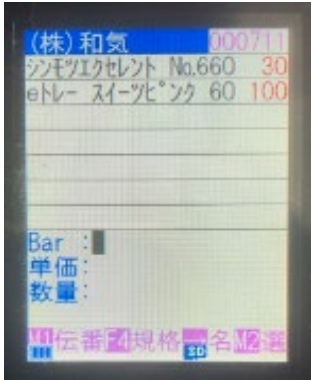 (株)和気 000711
シンモツエクセレント No.660 30
eトレー スイーツピンク 60 100
Bar :
単価:
数量:
M1伝番F4規格→名M2選
SD